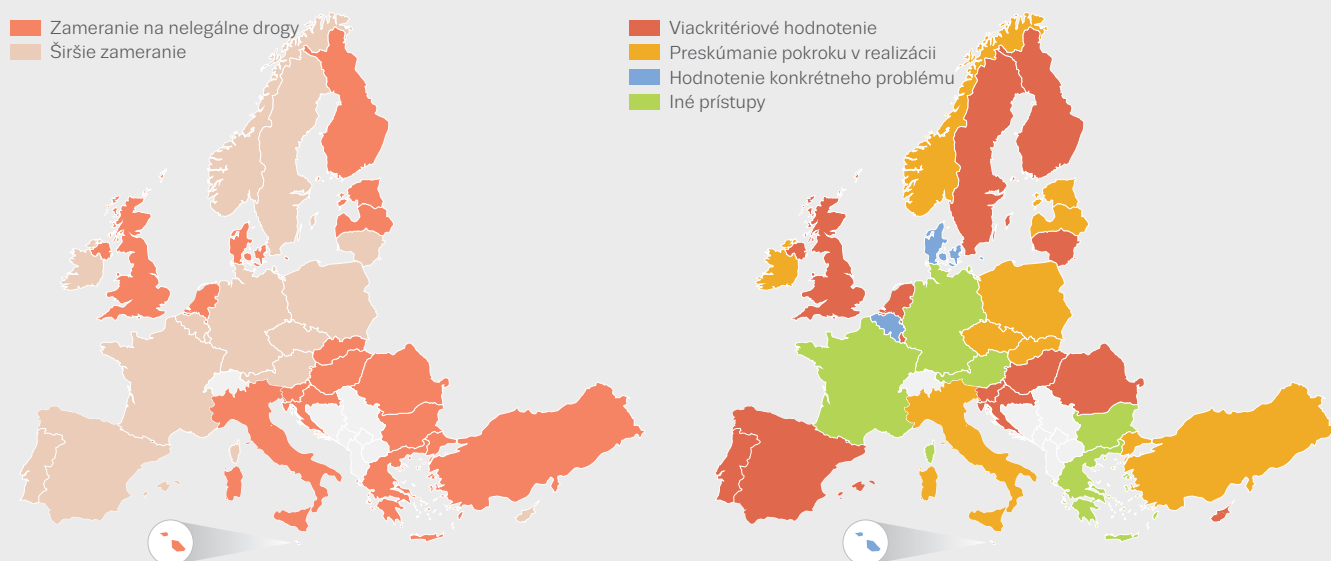 Zameranie na nelegálne drogy
Širšie zameranie
Viackritériové hodnotenie
Preskúmanie pokroku v realizácii
Hodnotenie konkrétneho problému
Iné prístupy